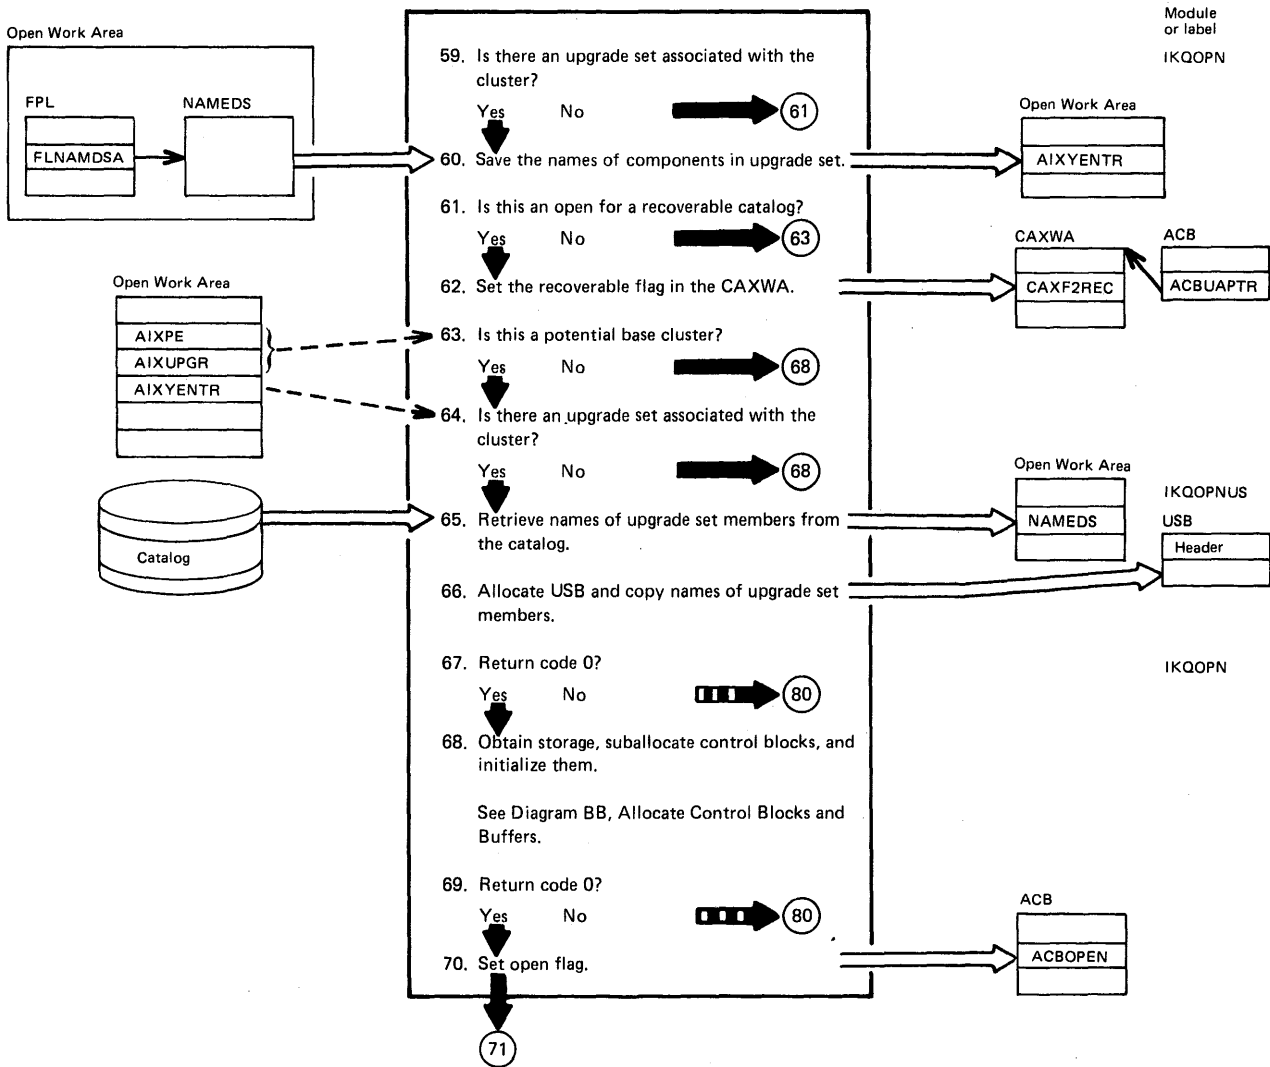 Open Work Area
FPL
NAMEDS
FLNAMDSA
Module
or label
IKQOPN
59. Is there an upgrade set associated with the
cluster?
Yes No 61
60. Save the names of components in upgrade set.
Open Work Area
AIXYENTR
61. Is this an open for a recoverable catalog?
Yes No 63
62. Set the recoverable flag in the CAXWA.
CAXWA
CAXF2REC
ACB
ACBUAPTR
Open Work Area
AIXPE
AIXUPGR
AIXYENTR
63. Is this a potential base cluster?
Yes No 68
64. Is there an upgrade set associated with the
cluster?
Yes No 68
Catalog
65. Retrieve names of upgrade set members from
the catalog.
Open Work Area
NAMEDS
IKQOPNUS
USB
Header
66. Allocate USB and copy names of upgrade set
members.
67. Return code 0?
Yes No 80
IKQOPN
68. Obtain storage, suballocate control blocks, and
initialize them.
See Diagram BB, Allocate Control Blocks and
Buffers.
69. Return code 0?
Yes No 80
70. Set open flag.
ACB
ACBOPEN
71